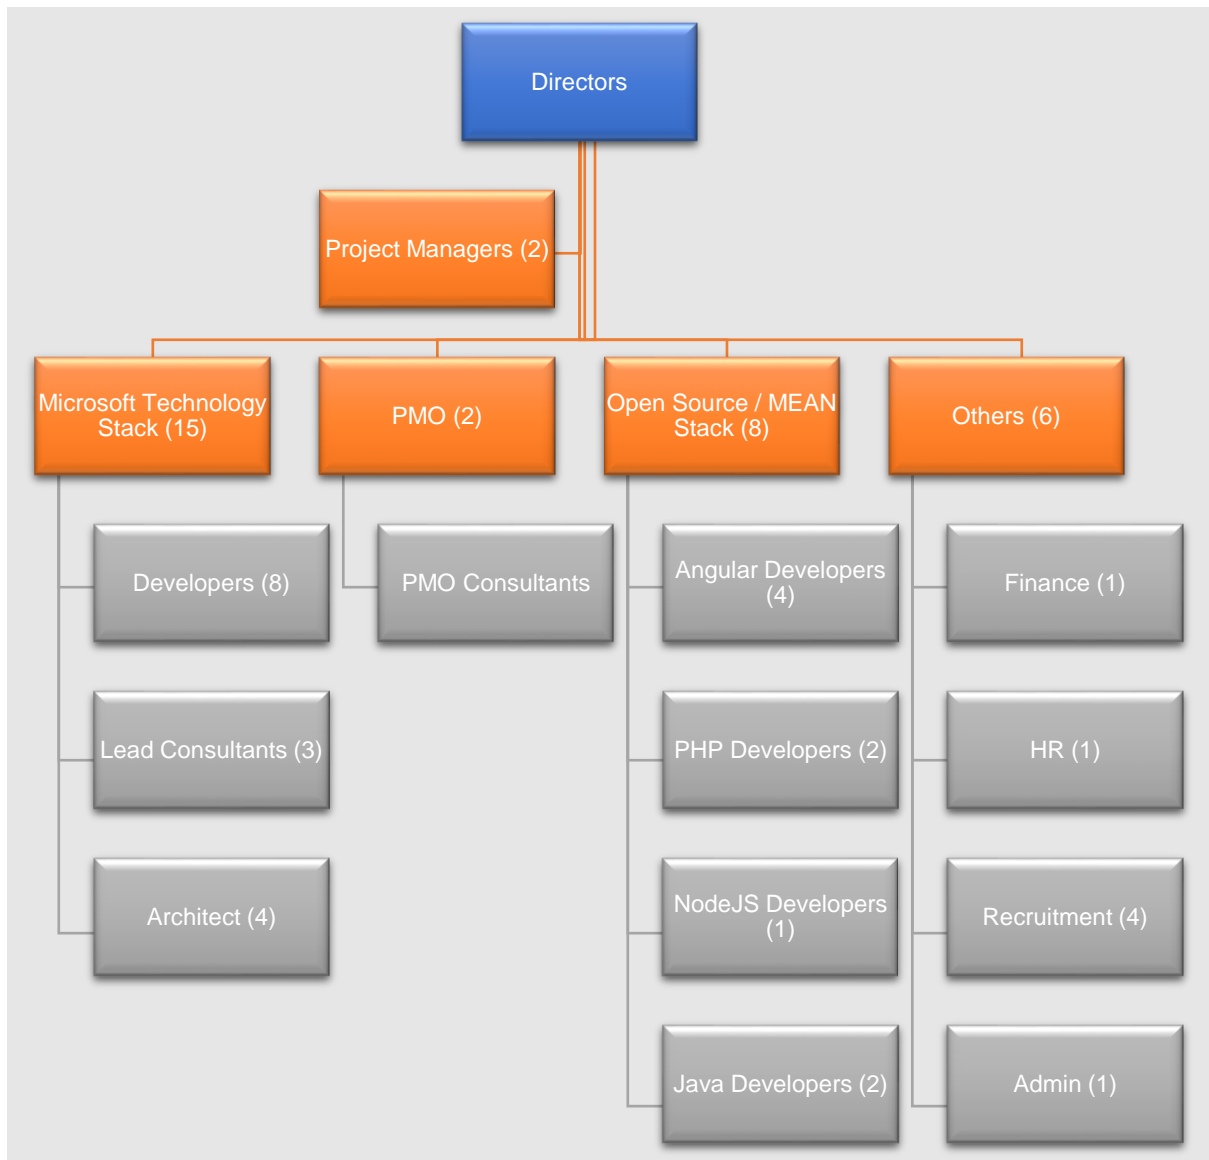 Directors
Project Managers (2)
Microsoft Technology
Stack (15)
PMO (2)
Open Source / MEAN
Stack (8)
Others (6)
Developers (8)
PMO Consultants
Angular Developers
(4)
Finance (1)
Lead Consultants (3)
PHP Developers (2)
HR (1)
Architect (4)
NodeJS Developers
(1)
Recruitment (4)
Java Developers (2)
Admin (1)